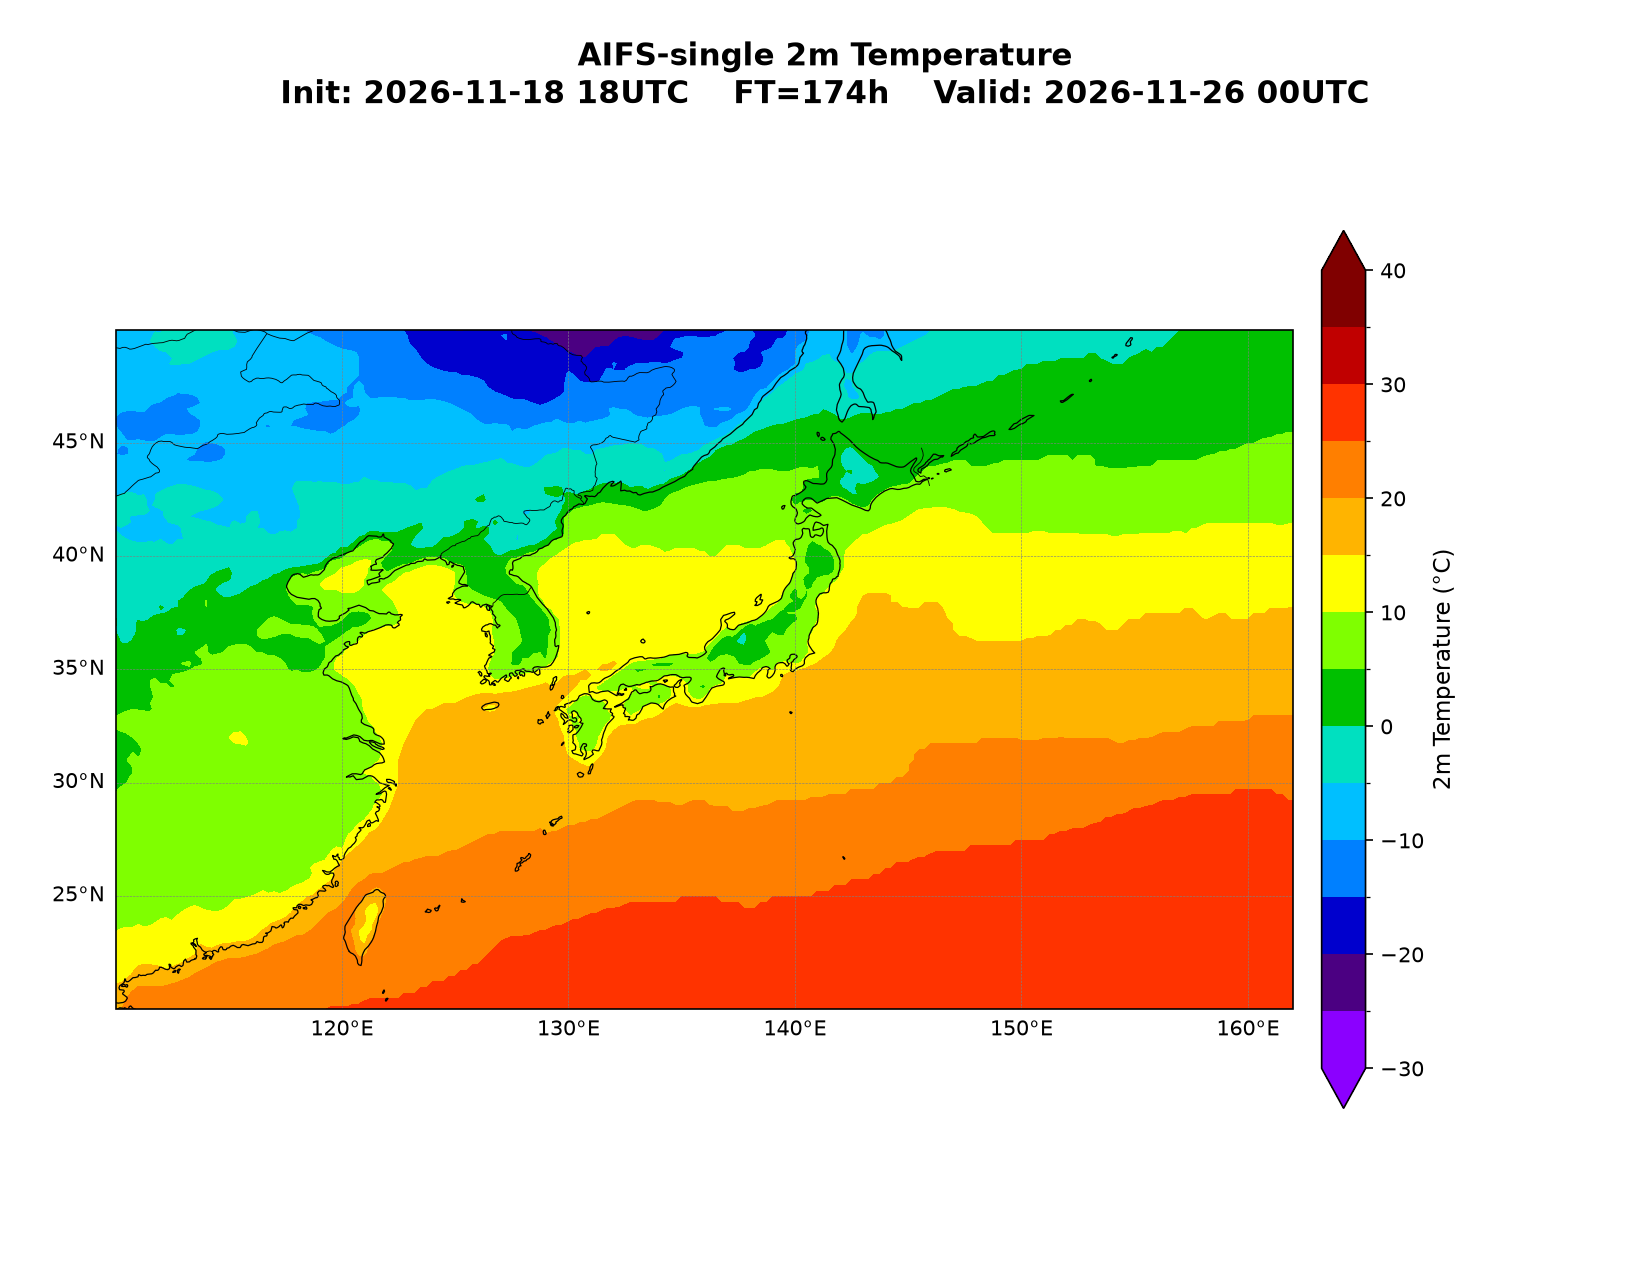 AIFS-single 2m Temperature
Init: 2026-11-18 18UTC    FT=174h    Valid: 2026-11-26 00UTC
40
30
20
10
0
−10
−20
−30
2m Temperature (°C)
45°N
40°N
35°N
30°N
25°N
120°E
130°E
140°E
150°E
160°E